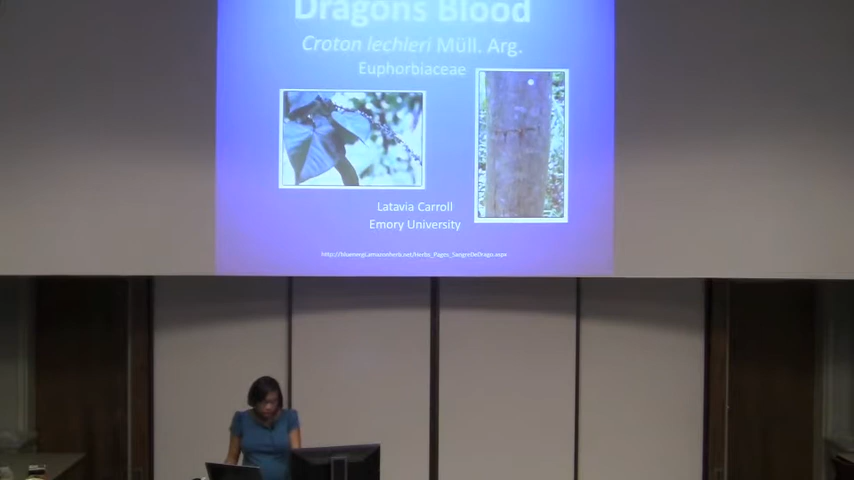 Dragons Blood
Croton lechleri Müll. Arg.
Euphorbiaceae
Latavia Carroll
Emory University